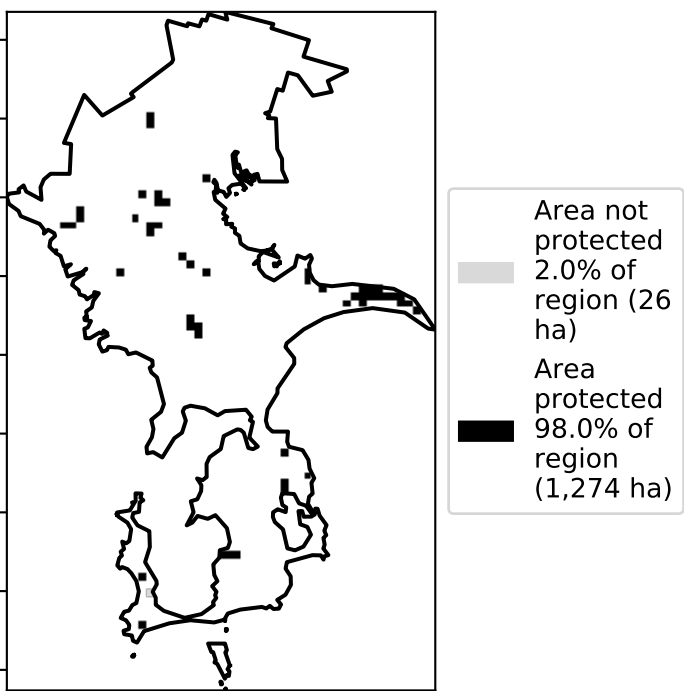 Area not
protected
2.0% of
region (26
ha)
Area
protected
98.0% of
region
(1,274 ha)